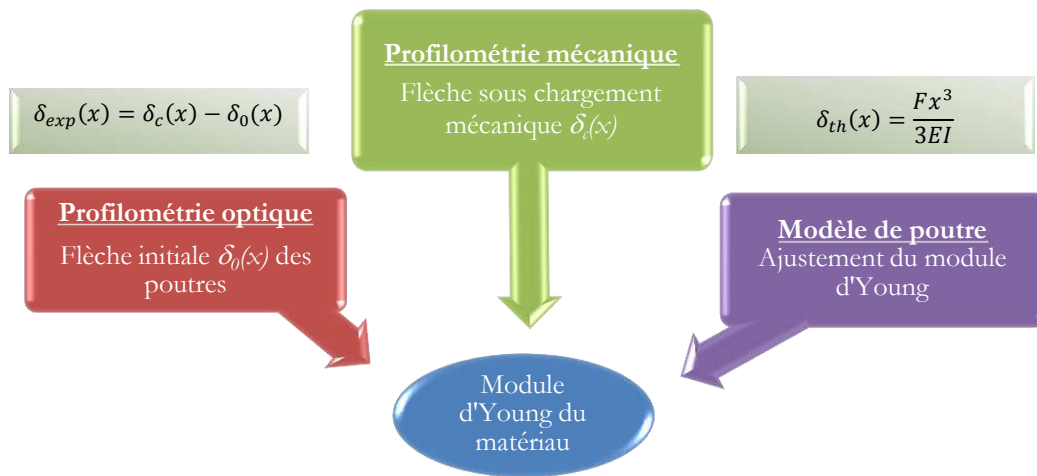 Profilométrie mécanique
Flèche sous chargement
mécanique δc(x)
δexp(x) = δc(x) − δ0(x)
δth(x) = Fx³/3EI
Profilométrie optique
Flèche initiale δ0(x) des
poutres
Modèle de poutre
Ajustement du module
d'Young
Module
d'Young du
matériau